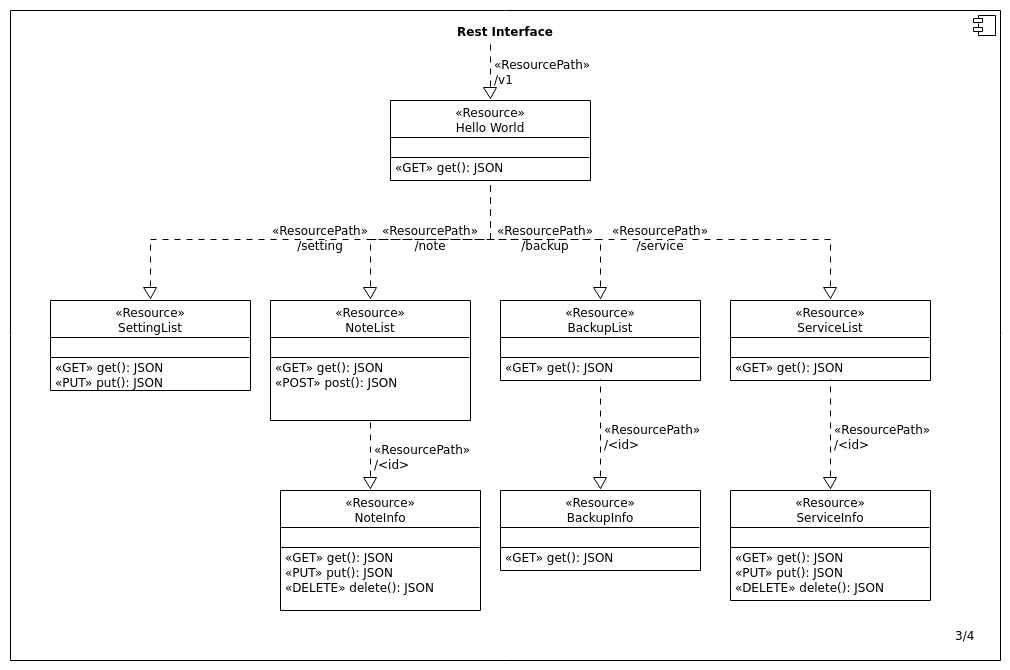 Rest Interface
«ResourcePath»
/v1
«Resource»
Hello World
«GET» get(): JSON
«ResourcePath»
/setting
«ResourcePath»
/note
«ResourcePath»
/backup
«ResourcePath»
/service
«Resource»
SettingList
«GET» get(): JSON
«PUT» put(): JSON
«Resource»
NoteList
«GET» get(): JSON
«POST» post(): JSON
«Resource»
BackupList
«GET» get(): JSON
«Resource»
ServiceList
«GET» get(): JSON
«ResourcePath»
/<id>
«ResourcePath»
/<id>
«ResourcePath»
/<id>
«Resource»
NoteInfo
«GET» get(): JSON
«PUT» put(): JSON
«DELETE» delete(): JSON
«Resource»
BackupInfo
«GET» get(): JSON
«Resource»
ServiceInfo
«GET» get(): JSON
«PUT» put(): JSON
«DELETE» delete(): JSON
3/4